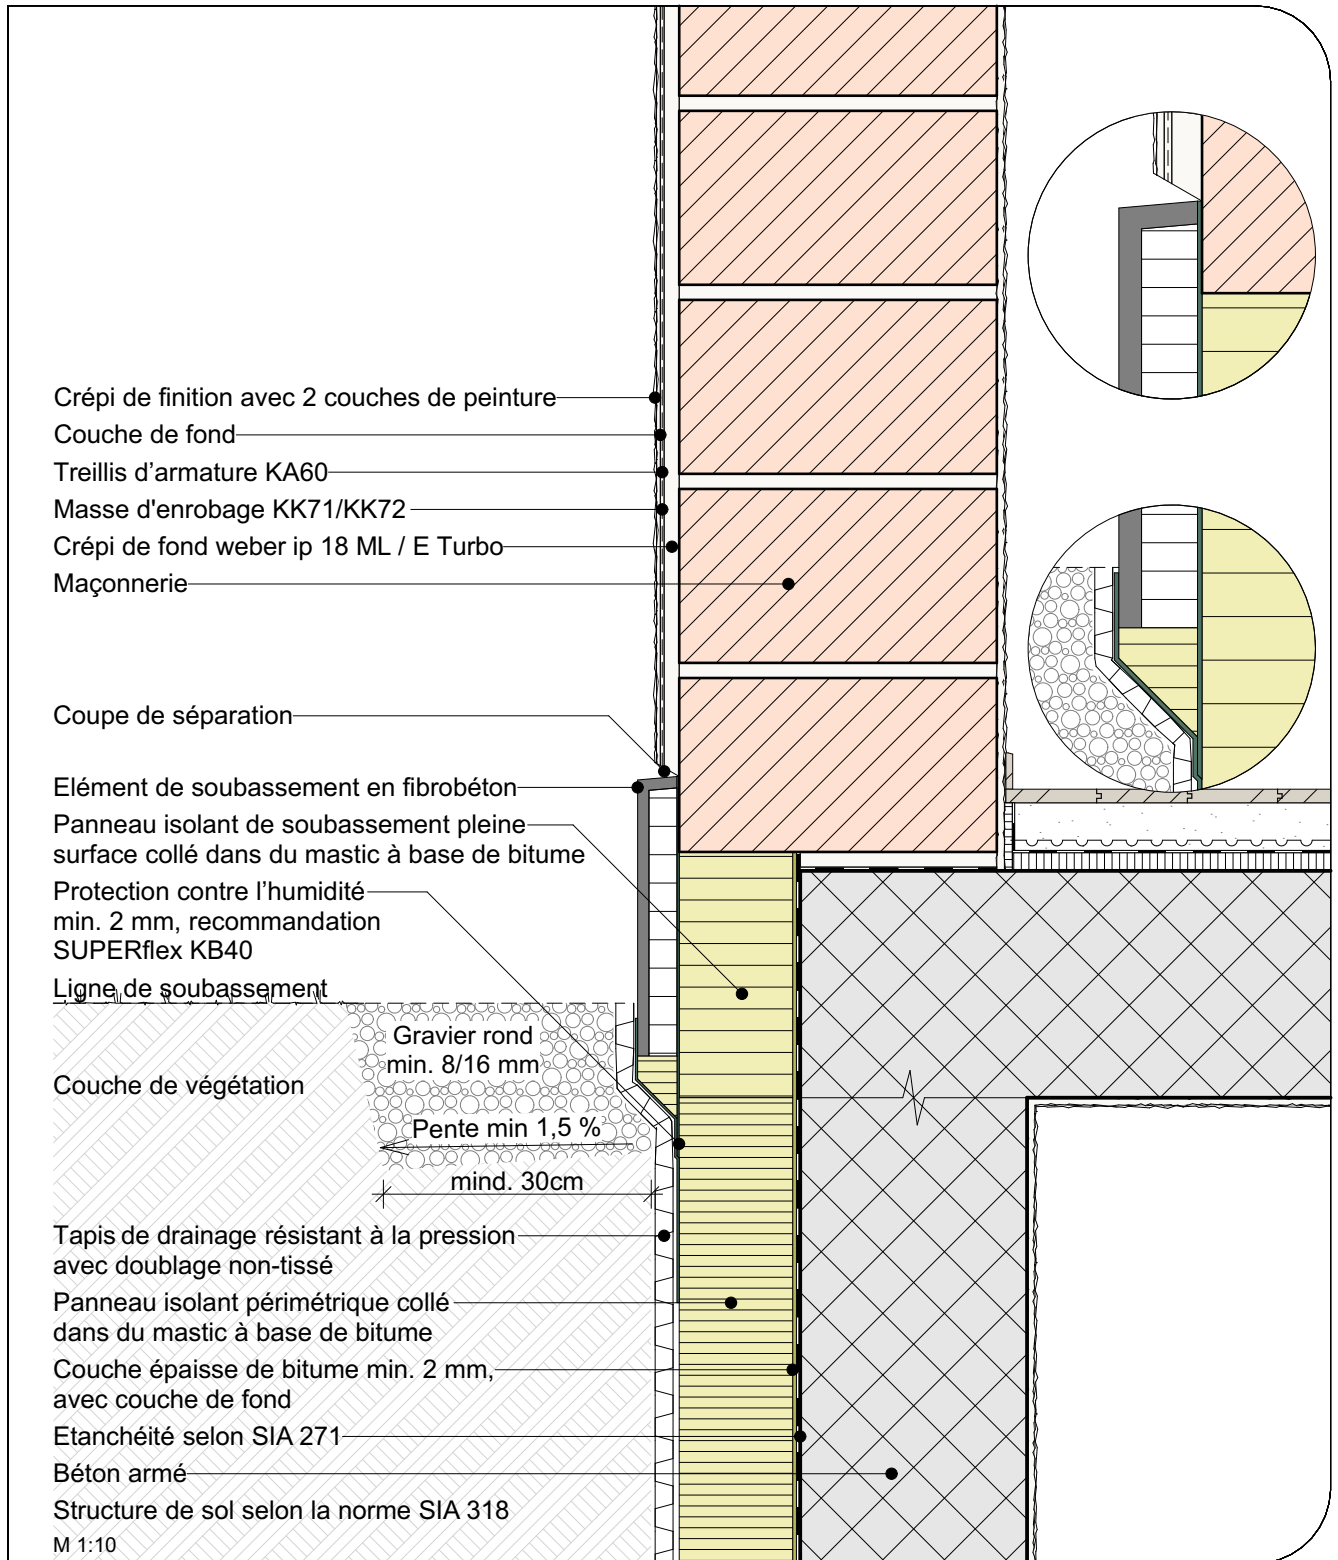 Crépi de finition avec 2 couches de peinture
Couche de fond
Treillis d’armature KA60
Masse d'enrobage KK71/KK72
Crépi de fond weber ip 18 ML / E Turbo
Maçonnerie
Coupe de séparation
Elément de soubassement en fibrobéton
Panneau isolant de soubassement pleine
surface collé dans du mastic à base de bitume
Protection contre l’humidité
min. 2 mm, recommandation
SUPERflex KB40
Ligne de soubassement
Gravier rond
min. 8/16 mm
Couche de végétation
Pente min 1,5 %
mind. 30cm
Tapis de drainage résistant à la pression
avec doublage non-tissé
Panneau isolant périmétrique collé
dans du mastic à base de bitume
Couche épaisse de bitume min. 2 mm,
avec couche de fond
Etanchéité selon SIA 271
Béton armé
Structure de sol selon la norme SIA 318
M 1:10